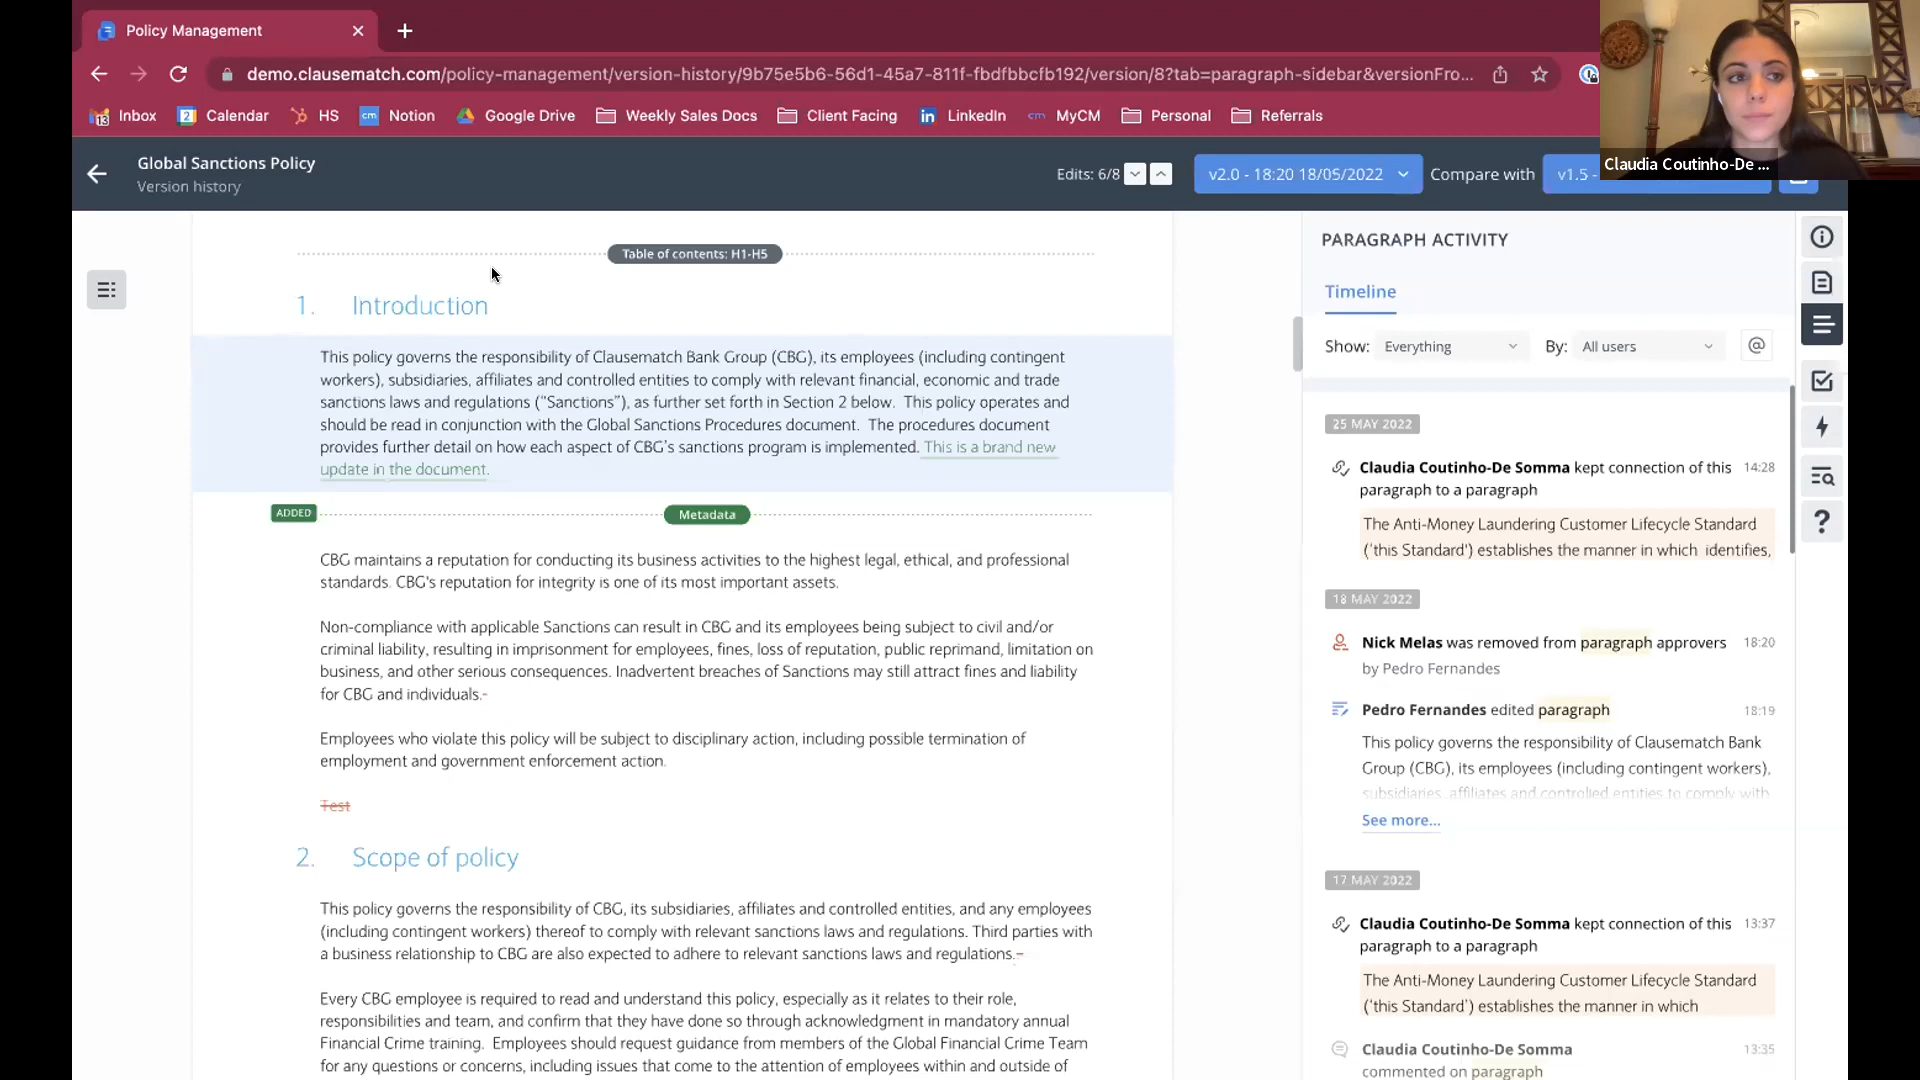 Policy Management
demo.clausematch.com/policy-management/version-history/9b75e5b6-56d1-45a7-811f-fbdfbbcfb192/version/8?tab=paragraph-sidebar&versionFro...
13 Inbox 2 Calendar HS cm Notion Google Drive Weekly Sales Docs Client Facing in LinkedIn cm MyCM Personal Referrals
Claudia Coutinho-De ...
Global Sanctions Policy
Version history
Edits: 6/8
v2.0 - 18:20 18/05/2022
Compare with
v1.5 -
Table of contents: H1-H5
1. Introduction
This policy governs the responsibility of Clausematch Bank Group (CBG), its employees (including contingent
workers), subsidiaries, affiliates and controlled entities to comply with relevant financial, economic and trade
sanctions laws and regulations (“Sanctions”), as further set forth in Section 2 below.  This policy operates and
should be read in conjunction with the Global Sanctions Procedures document.  The procedures document
provides further detail on how each aspect of CBG’s sanctions program is implemented. This is a brand new
update in the document.
ADDED
Metadata
CBG maintains a reputation for conducting its business activities to the highest legal, ethical, and professional
standards. CBG's reputation for integrity is one of its most important assets.
Non-compliance with applicable Sanctions can result in CBG and its employees being subject to civil and/or
criminal liability, resulting in imprisonment for employees, fines, loss of reputation, public reprimand, limitation on
business, and other serious consequences. Inadvertent breaches of Sanctions may still attract fines and liability
for CBG and individuals.-
Employees who violate this policy will be subject to disciplinary action, including possible termination of
employment and government enforcement action.
Test
2. Scope of policy
This policy governs the responsibility of CBG, its subsidiaries, affiliates and controlled entities, and any employees
(including contingent workers) thereof to comply with relevant sanctions laws and regulations. Third parties with
a business relationship to CBG are also expected to adhere to relevant sanctions laws and regulations.-
Every CBG employee is required to read and understand this policy, especially as it relates to their role,
responsibilities and team, and confirm that they have done so through acknowledgment in mandatory annual
Financial Crime training.  Employees should request guidance from members of the Global Financial Crime Team
for any questions or concerns, including issues that come to the attention of employees within and outside of
PARAGRAPH ACTIVITY
Timeline
Show: Everything By: All users @
25 MAY 2022
Claudia Coutinho-De Somma kept connection of this 14:28
paragraph to a paragraph
The Anti-Money Laundering Customer Lifecycle Standard
('this Standard') establishes the manner in which  identifies,
18 MAY 2022
Nick Melas was removed from paragraph approvers 18:20
by Pedro Fernandes
Pedro Fernandes edited paragraph 18:19
This policy governs the responsibility of Clausematch Bank
Group (CBG), its employees (including contingent workers),
subsidiaries, affiliates and controlled entities to comply with
See more...
17 MAY 2022
Claudia Coutinho-De Somma kept connection of this 13:37
paragraph to a paragraph
The Anti-Money Laundering Customer Lifecycle Standard
('this Standard') establishes the manner in which
Claudia Coutinho-De Somma 13:35
commented on paragraph